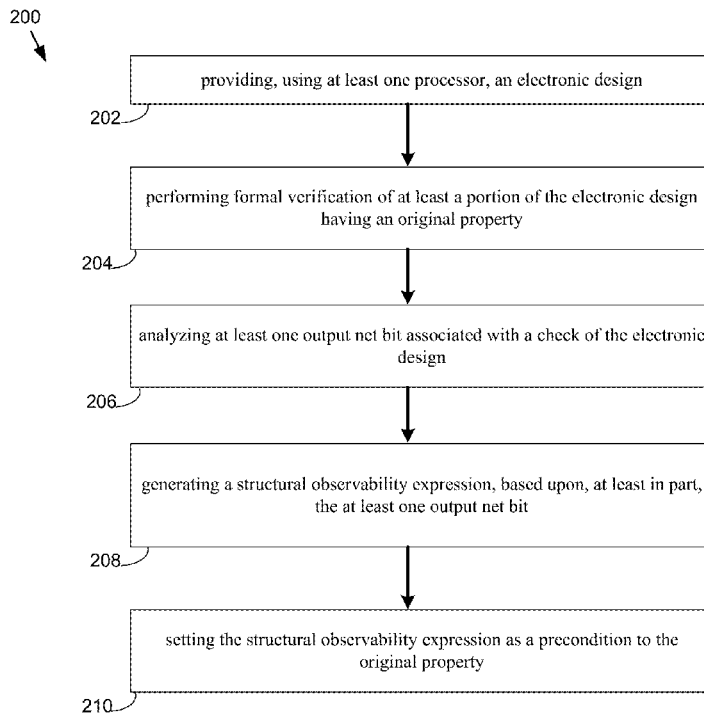 200
providing, using at least one processor, an electronic design
202
performing formal verification of at least a portion of the electronic design
having an original property
204
analyzing at least one output net bit associated with a check of the electronic
design
206
generating a structural observability expression, based upon, at least in part,
the at least one output net bit
208
setting the structural observability expression as a precondition to the
original property
210